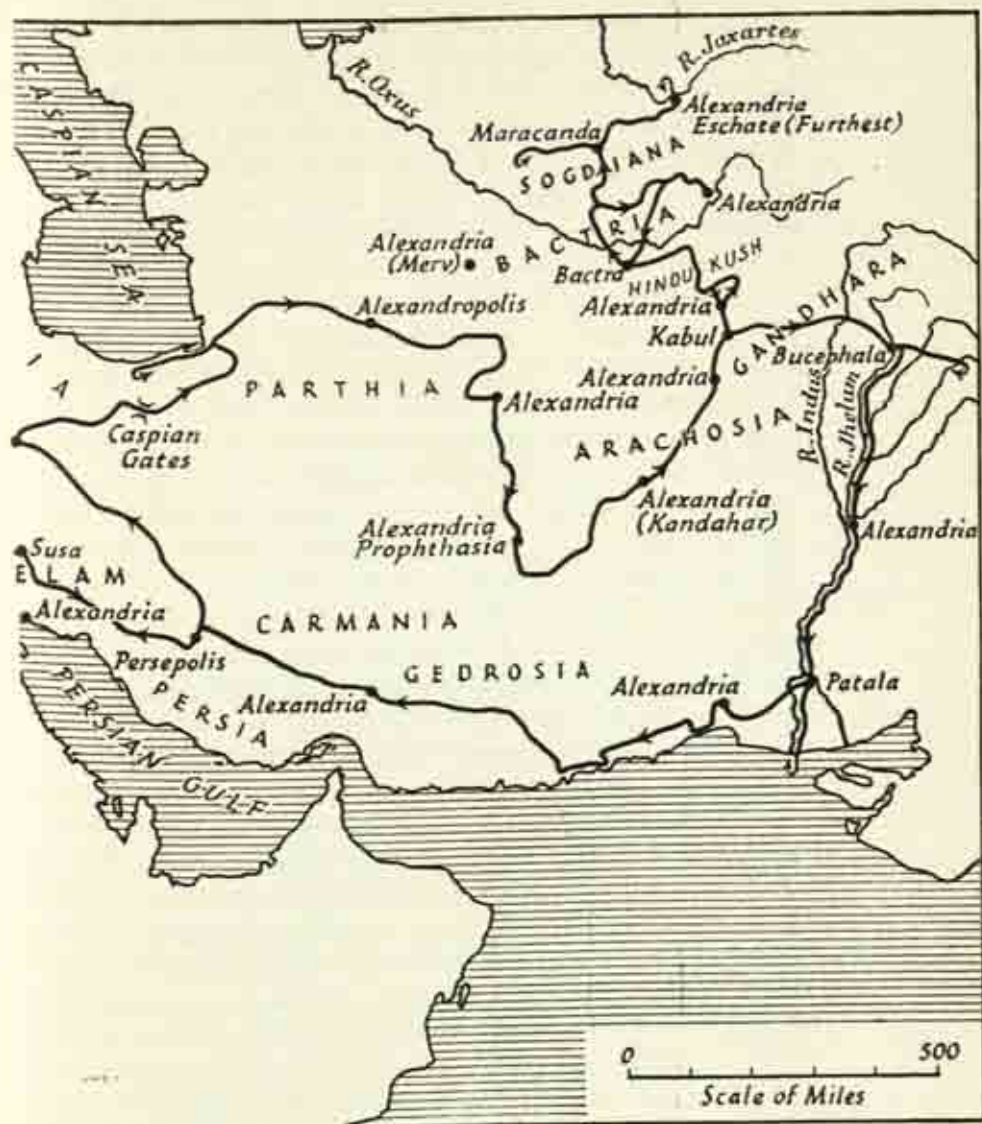 CASPIAN SEA
R. Oxus
R. Jaxartes
Alexandria
Eschate (Furthest)
Maracanda
SOGDAIANA
Alexandria
BACTRIA
Alexandria
(Merv)
Bactra
HINDU KUSH
Alexandropolis
Alexandria
Kabul
GANDHARA
Bucephala
IA
PARTHIA
Alexandria
Alexandria
R. Indus
R. Jhelum
ARACHOSIA
Caspian
Gates
Alexandria
(Kandahar)
Alexandria
Prophthasia
Alexandria
Susa
ELAM
Alexandria
CARMANIA
Persepolis
GEDROSIA
PERSIA
Alexandria
Alexandria
Patala
PERSIAN GULF
0 500
Scale of Miles